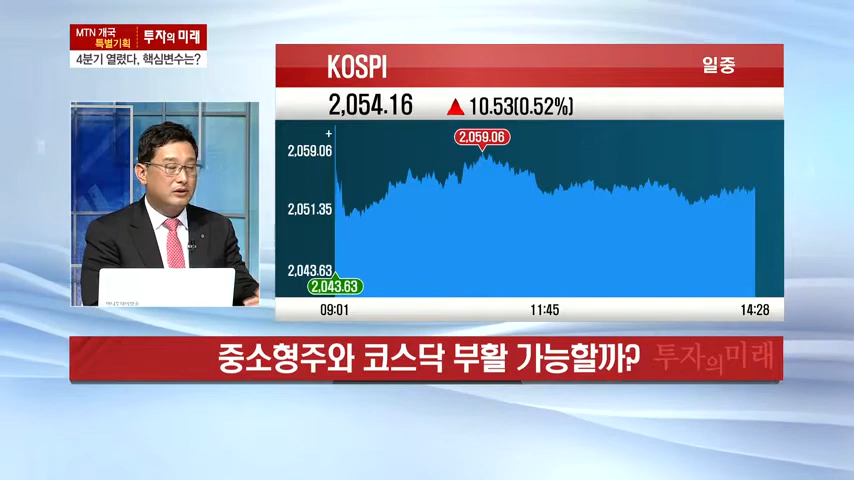 MTN 개국
특별기획
투자의 미래
4분기 열렸다, 핵심변수는?
KOSPI
일중
2,054.16 ▲ 10.53(0.52%)
+
2,059.06
2,059.06
2,051.35
2,043.63
2,043.63
09:01 11:45 14:28
중소형주와 코스닥 부활 가능할까?
투자의미래